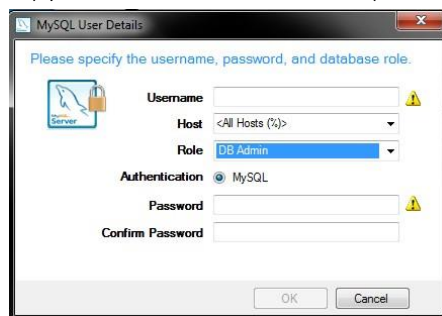 MySQL User Details
Please specify the username, password, and database role.
Server
Username
Host <All Hosts (%)>
Role DB Admin
Authentication MySQL
Password
Confirm Password
OK Cancel